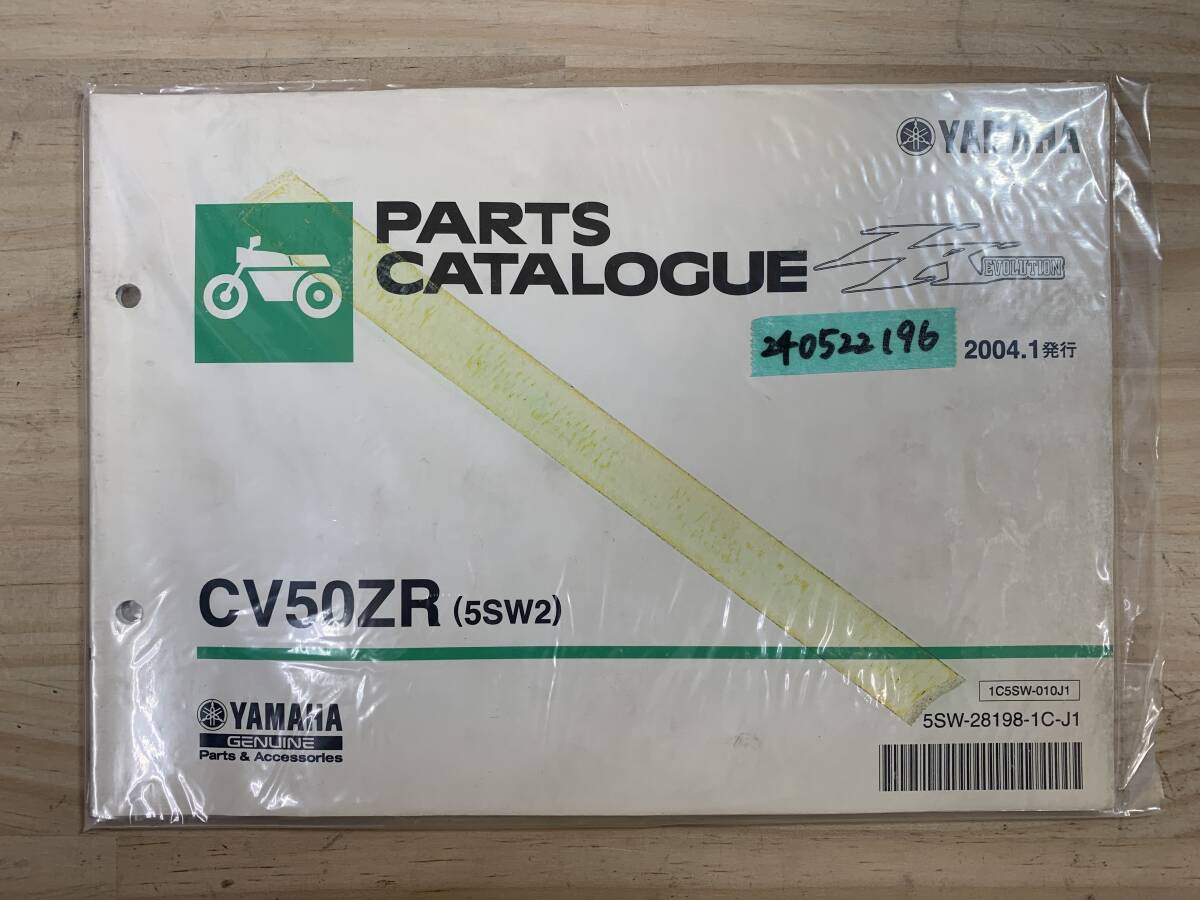 YAMAHA
PARTS
CATALOGUE
ZR EVOLUTION
240522196
2004.1発行
CV50ZR (5SW2)
1C5SW-010J1
5SW-28198-1C-J1
YAMAHA
GENUINE
Parts & Accessories